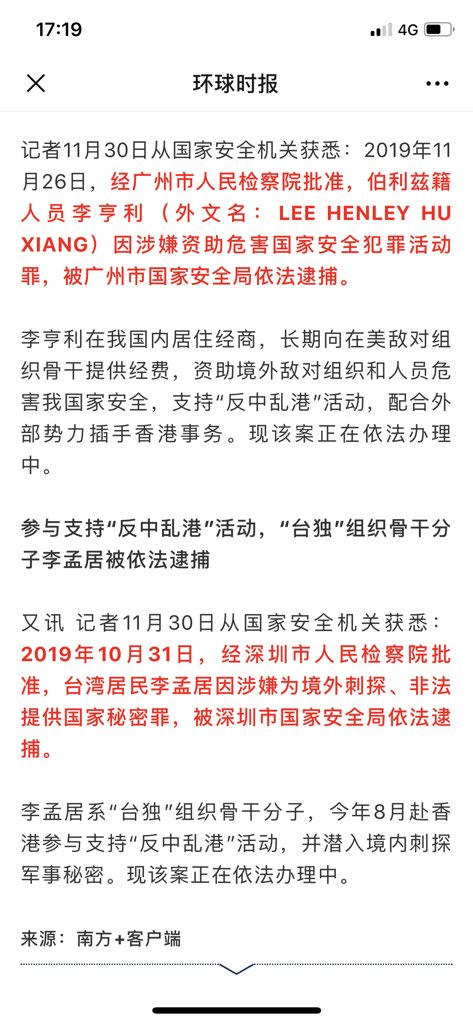 17:19
4G
环球时报
记者11月30日从国家安全机关获悉：2019年11
月26日，经广州市人民检察院批准，伯利兹籍
人员李亨利（外文名：LEE HENLEY HU
XIANG）因涉嫌资助危害国家安全犯罪活动
罪，被广州市国家安全局依法逮捕。
李亨利在我国内居住经商，长期向在美敌对组
织骨干提供经费，资助境外敌对组织和人员危
害我国家安全，支持“反中乱港”活动，配合外
部势力插手香港事务。现该案正在依法办理
中。
参与支持“反中乱港”活动，“台独”组织骨干分
子李孟居被依法逮捕
又讯 记者11月30日从国家安全机关获悉：
2019年10月31日，经深圳市人民检察院批
准，台湾居民李孟居因涉嫌为境外刺探、非法
提供国家秘密罪，被深圳市国家安全局依法逮
捕。
李孟居系“台独”组织骨干分子，今年8月赴香
港参与支持“反中乱港”活动，并潜入境内刺探
军事秘密。现该案正在依法办理中。
来源：南方+客户端